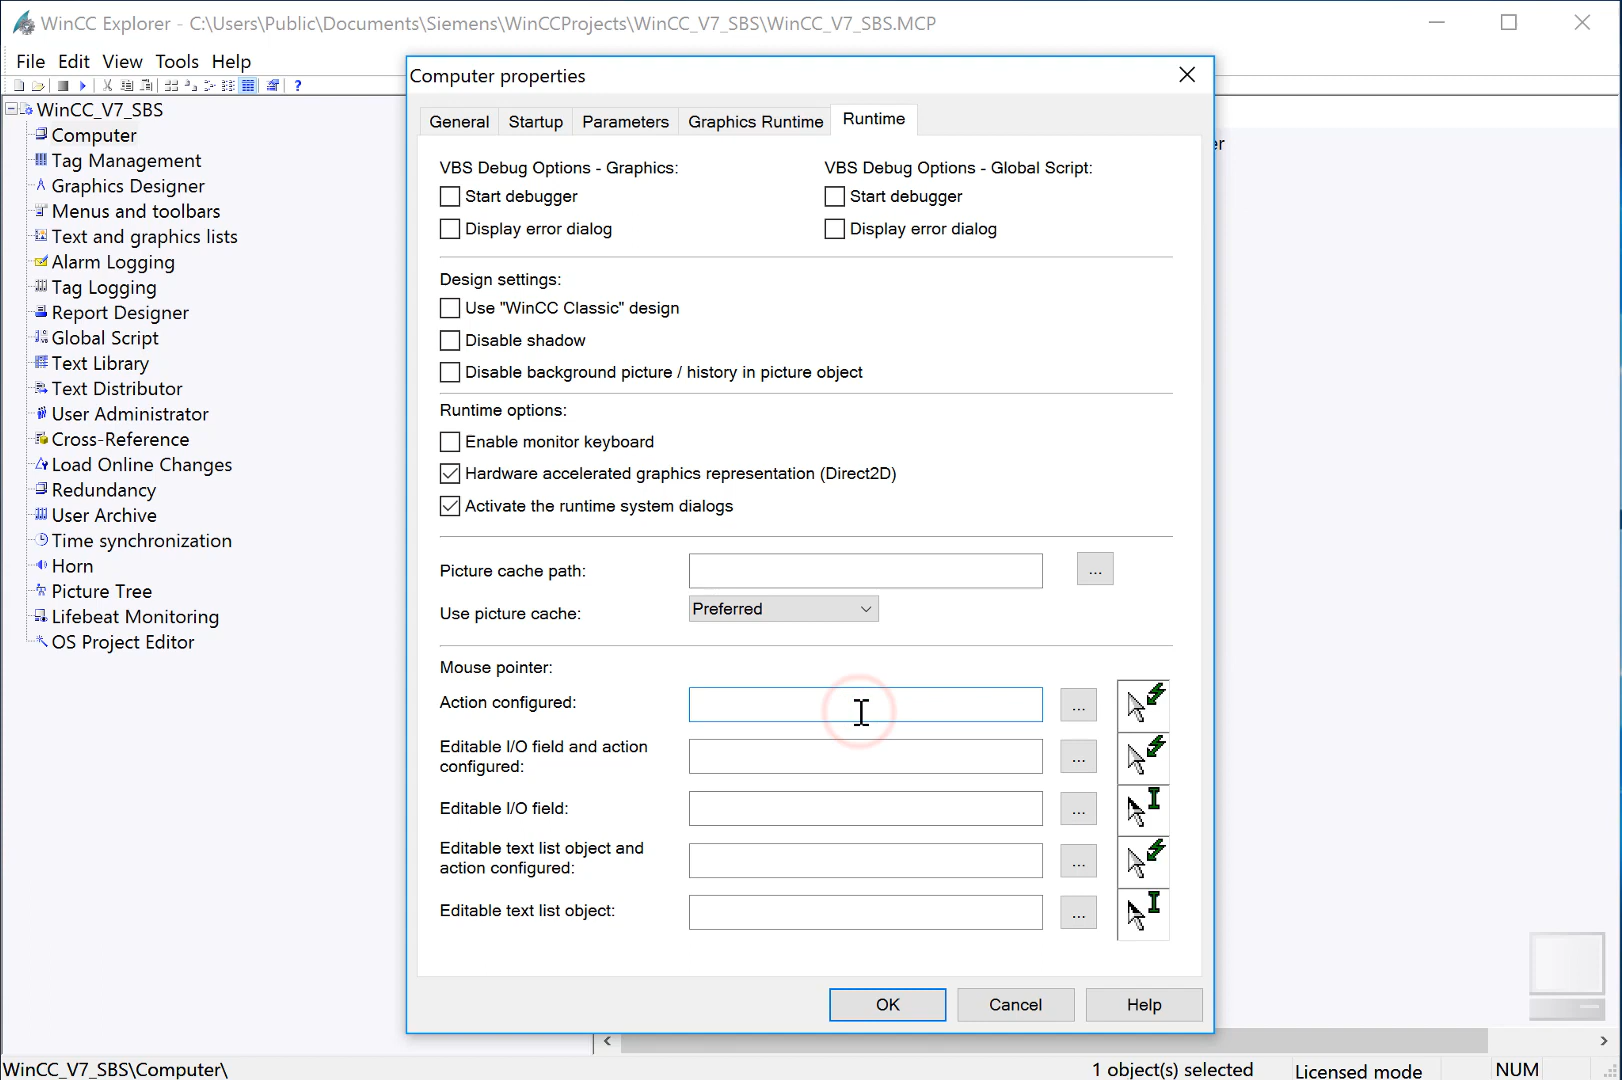 WinCC Explorer - C:\Users\Public\Documents\Siemens\WinCCProjects\WinCC_V7_SBS\WinCC_V7_SBS.MCP
File Edit View Tools Help
WinCC_V7_SBS
Computer
Tag Management
Graphics Designer
Menus and toolbars
Text and graphics lists
Alarm Logging
Tag Logging
Report Designer
Global Script
Text Library
Text Distributor
User Administrator
Cross-Reference
Load Online Changes
Redundancy
User Archive
Time synchronization
Horn
Picture Tree
Lifebeat Monitoring
OS Project Editor
Computer properties
General Startup Parameters Graphics Runtime Runtime
VBS Debug Options - Graphics: VBS Debug Options - Global Script:
Start debugger Start debugger
Display error dialog Display error dialog
Design settings:
Use "WinCC Classic" design
Disable shadow
Disable background picture / history in picture object
Runtime options:
Enable monitor keyboard
Hardware accelerated graphics representation (Direct2D)
Activate the runtime system dialogs
Picture cache path: ...
Use picture cache: Preferred
Mouse pointer:
Action configured: ...
Editable I/O field and action
configured: ...
Editable I/O field: ...
Editable text list object and
action configured: ...
Editable text list object: ...
OK Cancel Help
WinCC_V7_SBS\Computer\ 1 object(s) selected Licensed mode NUM